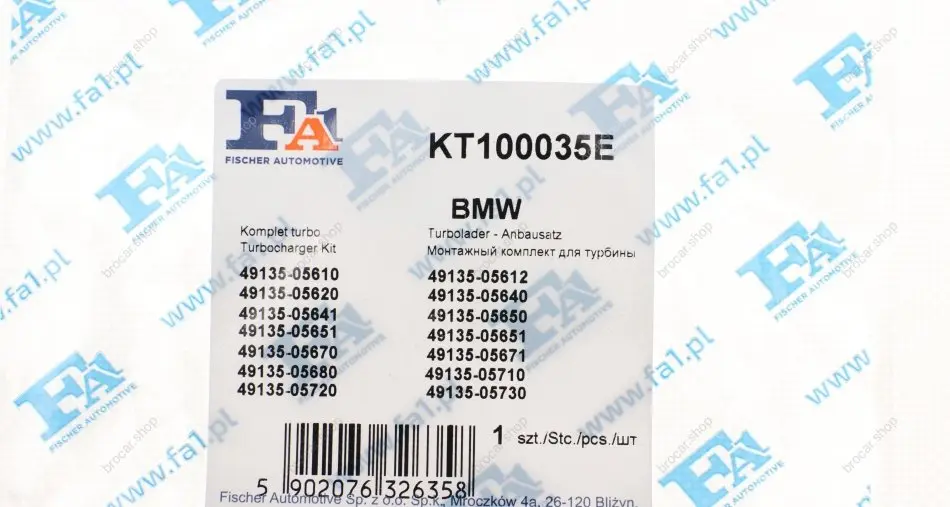 FA1
FISCHER AUTOMOTIVE
KT100035E
BMW
Komplet turbo
Turbocharger Kit
Turbolader - Anbausatz
Монтажный комплект для турбины
49135-05610 49135-05612
49135-05620 49135-05640
49135-05641 49135-05650
49135-05651 49135-05651
49135-05670 49135-05671
49135-05680 49135-05710
49135-05720 49135-05730
1 szt./Stc./pcs./шт
5 902076 326358
Fischer Automotive Sp. z o.o. Sp.k., Mroczków 4a, 26-120 Bliżyn,
www.fa1.pl
brocar.shop